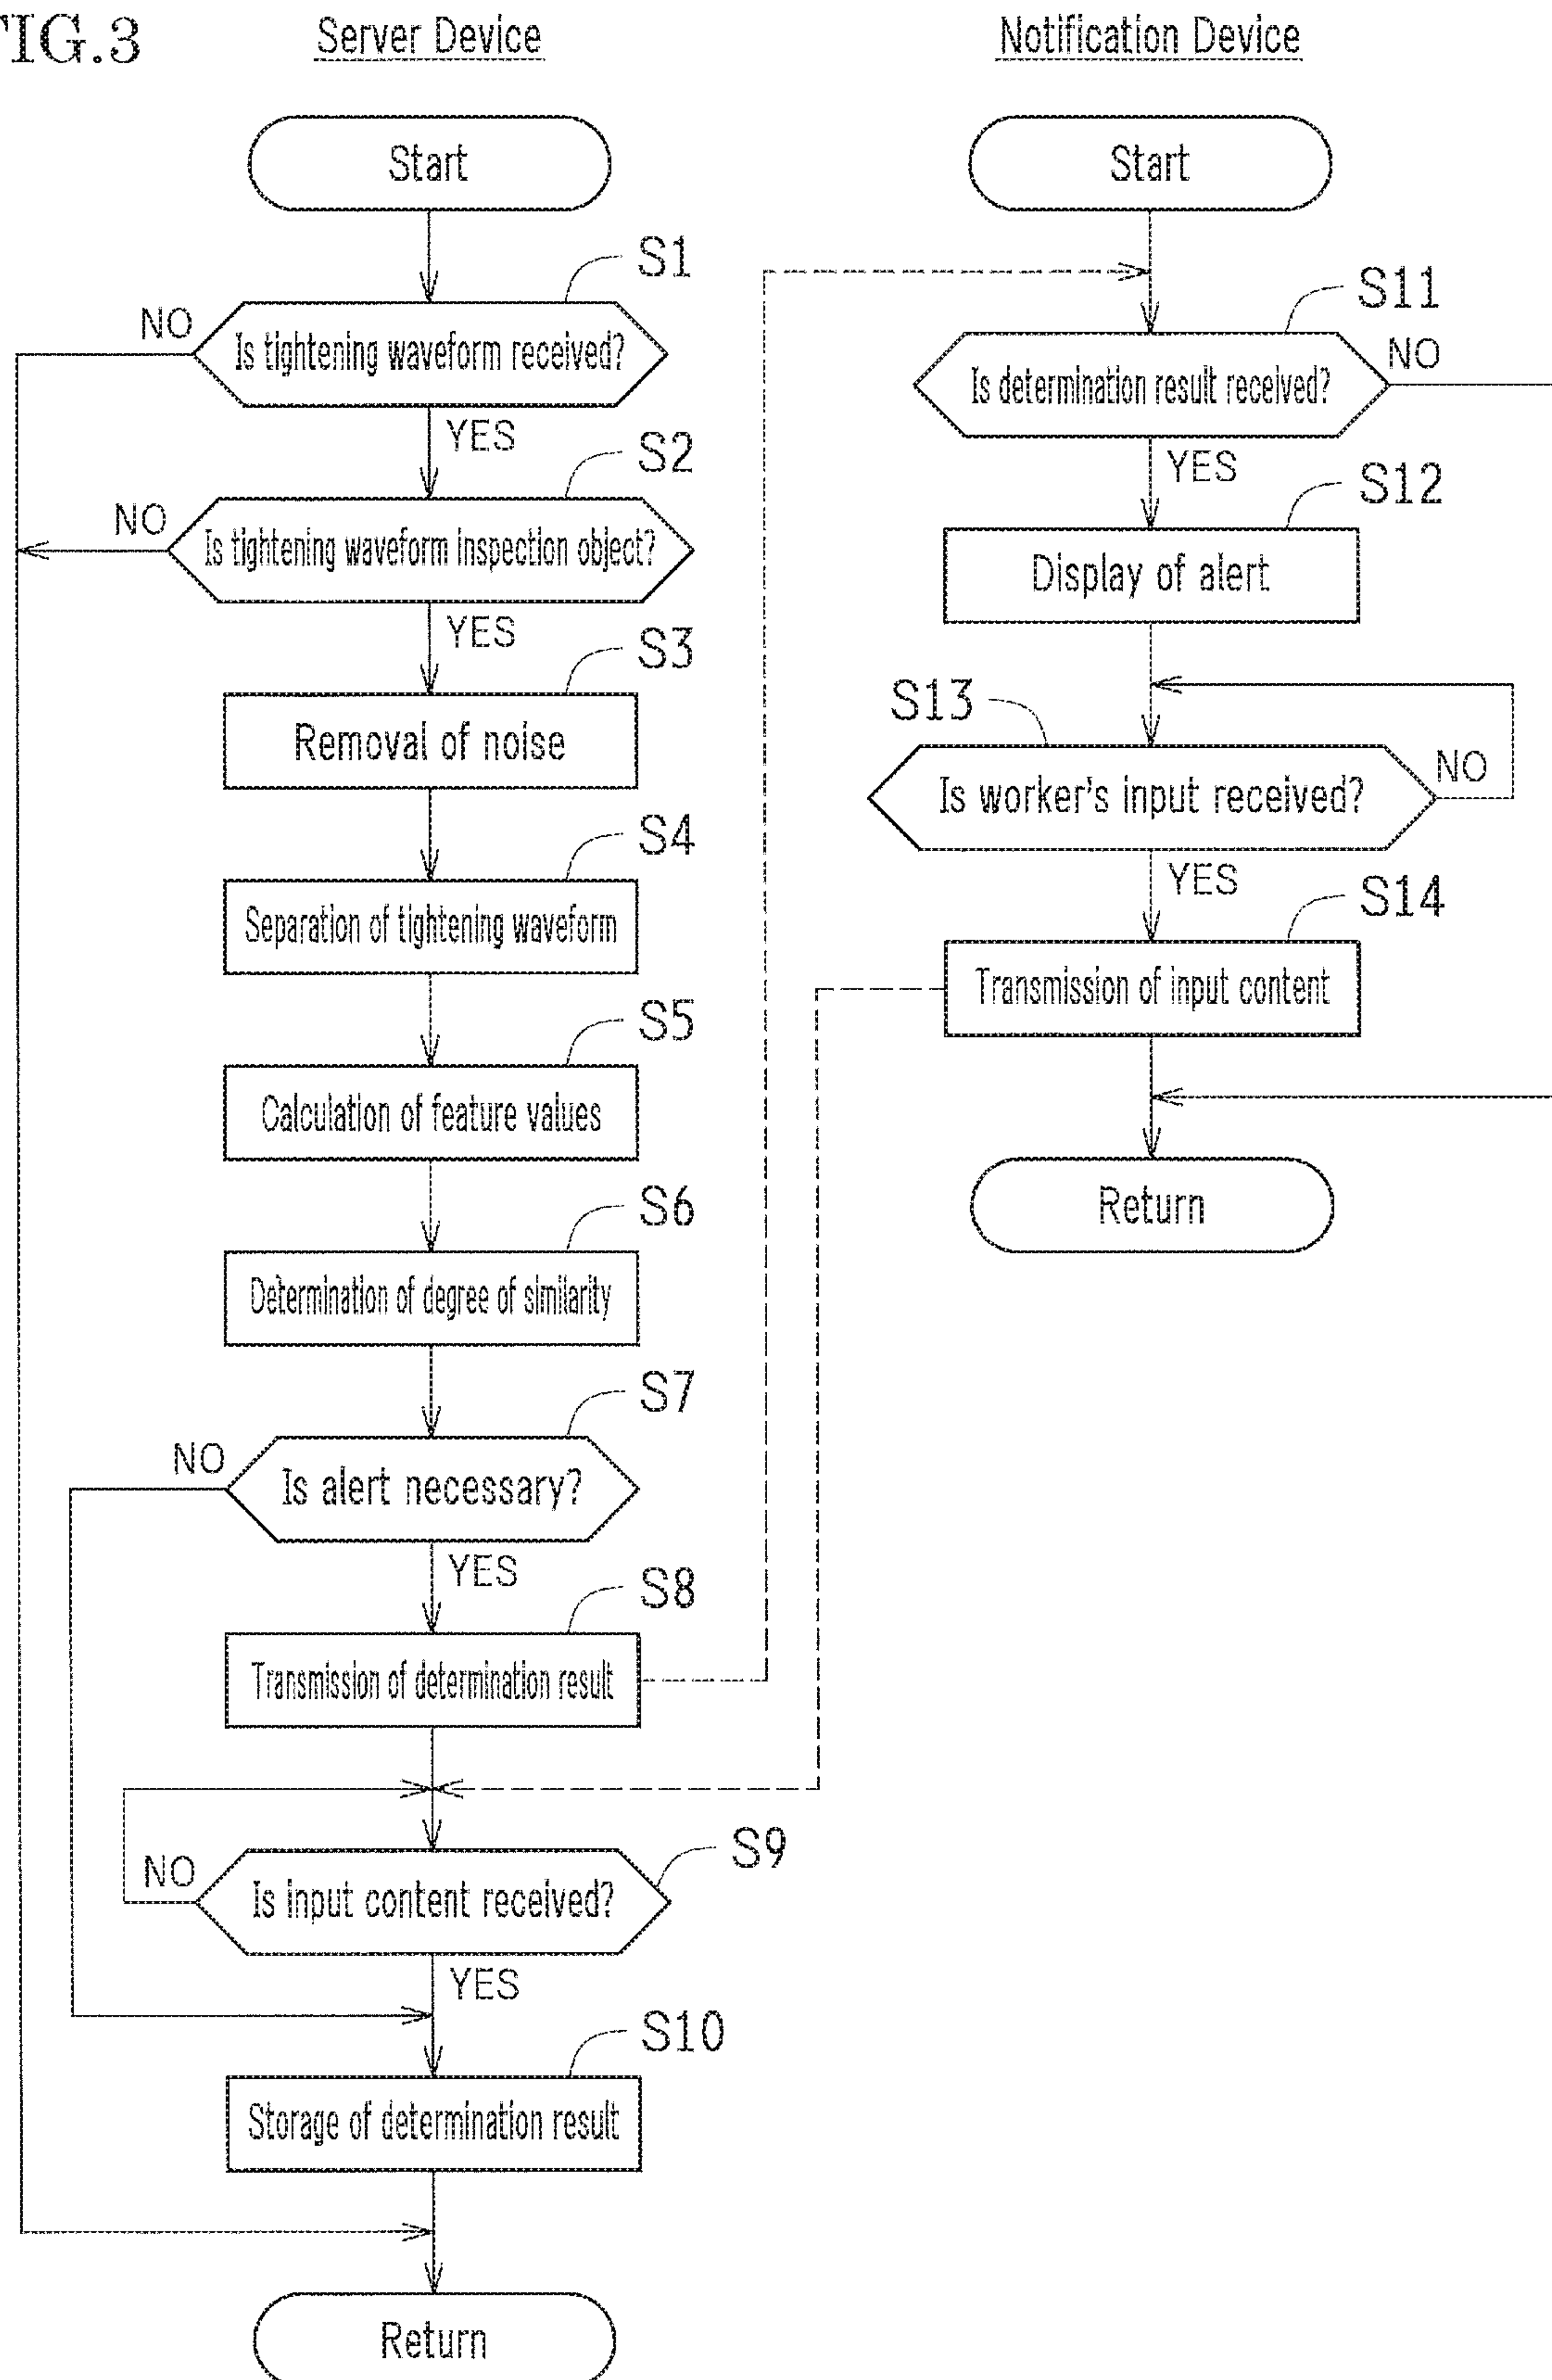 FIG.3
Server Device
Start
S1
NO
Is tightening waveform received?
YES
S2
NO
Is tightening waveform inspection object?
YES
S3
Removal of noise
S4
Separation of tightening waveform
S5
Calculation of feature values
S6
Determination of degree of similarity
S7
NO
Is alert necessary?
YES
S8
Transmission of determination result
S9
NO
Is input content received?
YES
S10
Storage of determination result
Return
Notification Device
Start
S11
NO
Is determination result received?
YES
S12
Display of alert
S13
NO
Is worker's input received?
YES
S14
Transmission of input content
Return